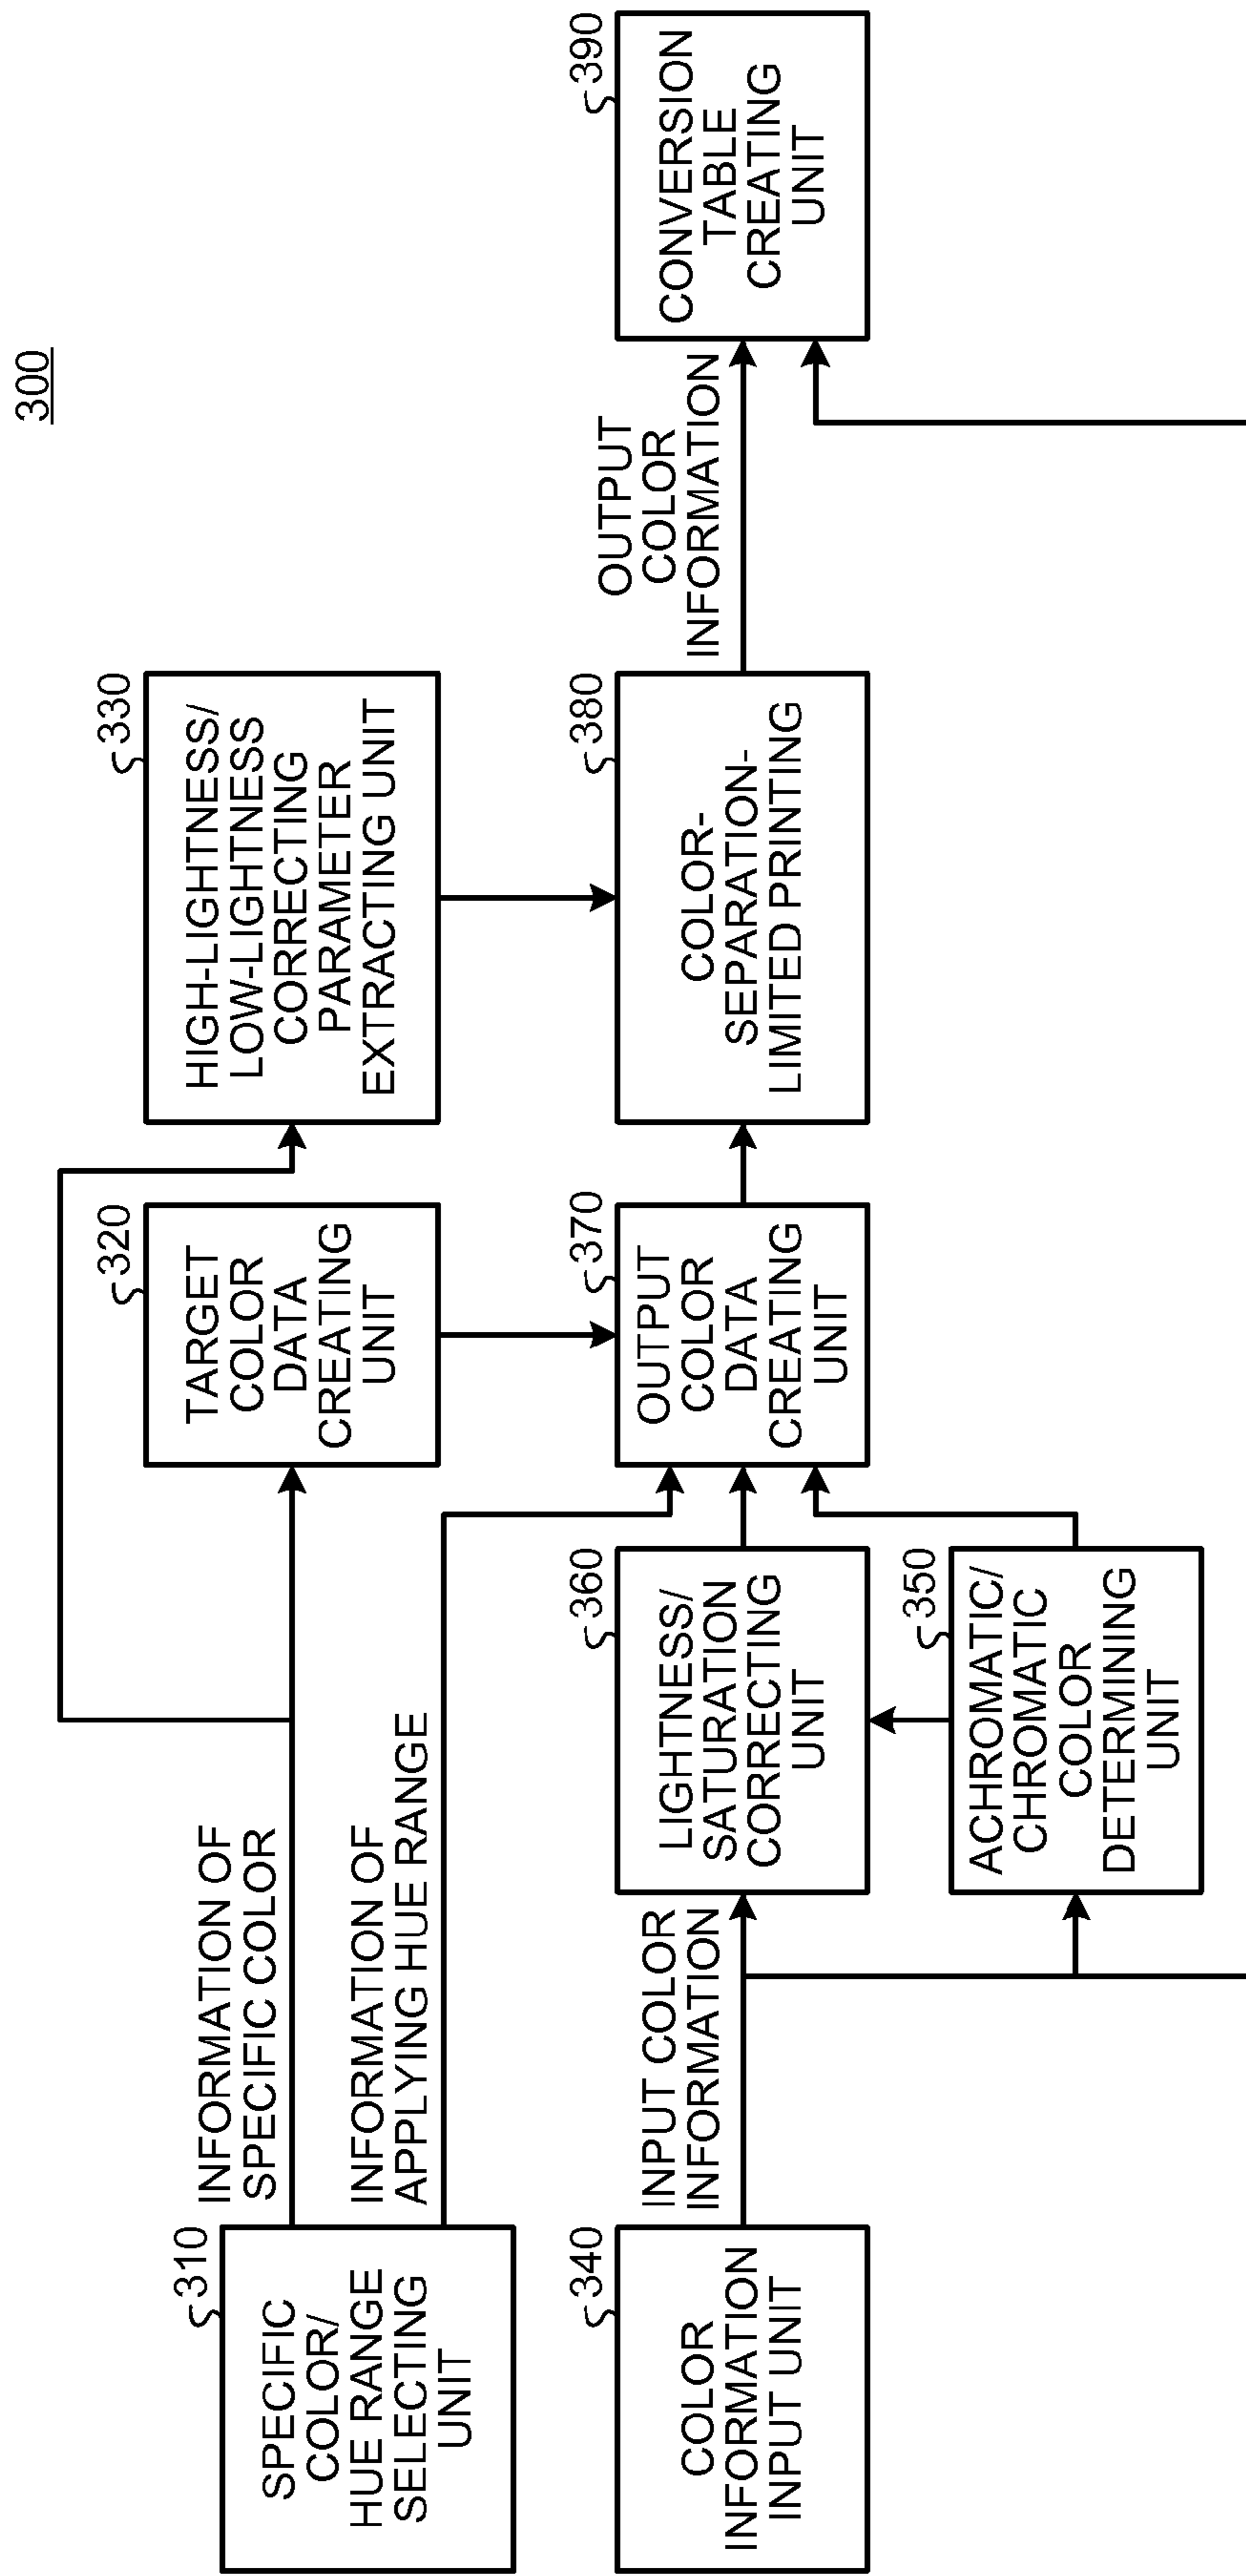 300
310
SPECIFIC
COLOR/
HUE RANGE
SELECTING
UNIT
INFORMATION OF
SPECIFIC COLOR
INFORMATION OF
APPLYING HUE RANGE
320
TARGET
COLOR
DATA
CREATING
UNIT
330
HIGH-LIGHTNESS/
LOW-LIGHTNESS
CORRECTING
PARAMETER
EXTRACTING UNIT
340
COLOR
INFORMATION
INPUT UNIT
INPUT COLOR
INFORMATION
360
LIGHTNESS/
SATURATION
CORRECTING
UNIT
350
ACHROMATIC/
CHROMATIC
COLOR
DETERMINING
UNIT
370
OUTPUT
COLOR
DATA
CREATING
UNIT
380
COLOR-
SEPARATION-
LIMITED PRINTING
OUTPUT
COLOR
INFORMATION
390
CONVERSION
TABLE
CREATING
UNIT